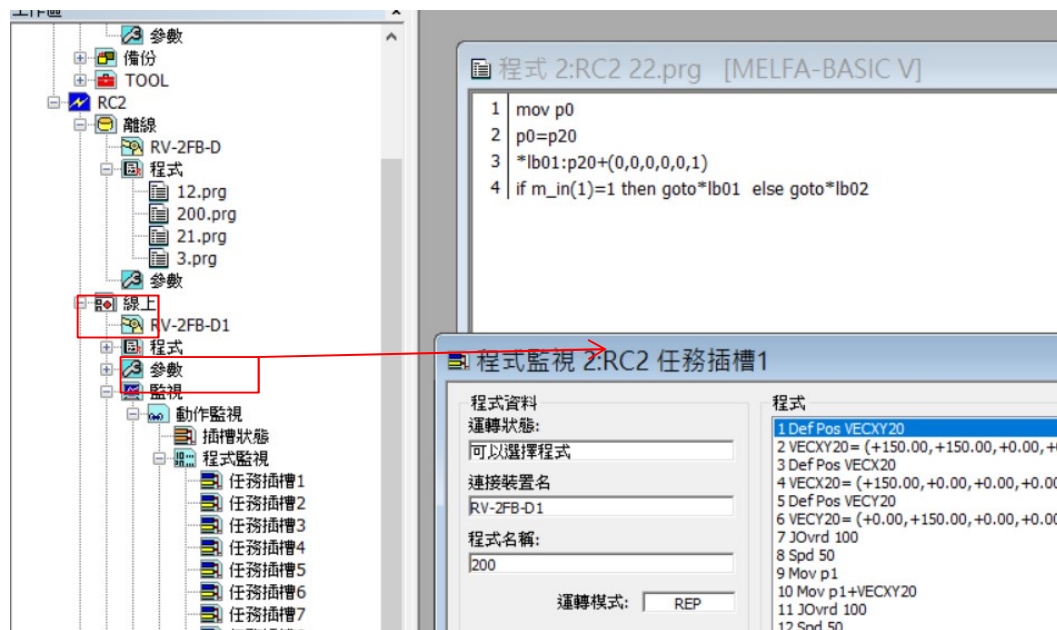 工作區
參數
備份
TOOL
RC2
離線
RV-2FB-D
程式
12.prg
200.prg
21.prg
3.prg
參數
線上
RV-2FB-D1
程式
參數
監視
動作監視
插槽狀態
程式監視
任務插槽1
任務插槽2
任務插槽3
任務插槽4
任務插槽5
任務插槽6
任務插槽7
程式 2:RC2 22.prg [MELFA-BASIC V]
1 mov p0
2 p0=p20
3 *lb01:p20+(0,0,0,0,0,1)
4 if m_in(1)=1 then goto*lb01 else goto*lb02
程式監視 2:RC2 任務插槽1
程式資料
運轉狀態:
可以選擇程式
連接裝置名
RV-2FB-D1
程式名稱:
200
運轉模式: REP
程式
1 Def Pos VECXY20
2 VECXY20= (+150.00,+150.00,+0.00,+
3 Def Pos VECX20
4 VECX20= (+150.00,+0.00,+0.00,+0.00
5 Def Pos VECY20
6 VECY20= (+0.00,+150.00,+0.00,+0.00
7 JOvrd 100
8 Spd 50
9 Mov p1
10 Mov p1+VECXY20
11 JOvrd 100
12 Spd 50